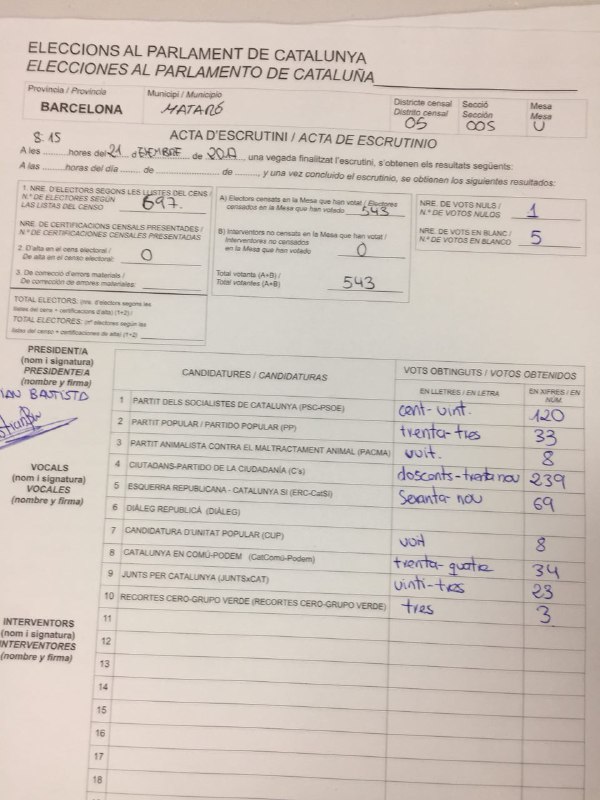 ELECCIONS AL PARLAMENT DE CATALUNYA
ELECCIONES AL PARLAMENTO DE CATALUÑA
Província / Provincia
BARCELONA
Municipi / Municipio
MATARÓ
Districte censal
Distrito censal
05
Secció
Sección
005
Mesa
Mesa
U
ACTA D'ESCRUTINI / ACTA DE ESCRUTINIO
8:15
A les ........hores del 21 d de 2017 una vegada finalitzat l'escrutini, s'obtenen els resultats següents:
A las ........ horas del día ........ de ........ de ........, y una vez concluido el escrutinio, se obtienen los siguientes resultados:
1. NRE. D'ELECTORS SEGONS LES LLISTES DEL CENS /
N.º DE ELECTORES SEGÚN
LAS LISTAS DEL CENSO
697.
NRE. DE CERTIFICACIONS CENSALS PRESENTADES /
N.º DE CERTIFICACIONES CENSALES PRESENTADAS
2. D'alta en el cens electoral /
De alta en el censo electoral:
0
3. De correcció d'errors materials /
De corrección de errores materiales:
TOTAL ELECTORS: (nre. d'electors segons les
llistes del cens + certificacions d'alta) (1+2) /
TOTAL ELECTORES: (nº electores según las
listas del censo + certificaciones de alta) (1+2)
A) Electors censats en la Mesa que han votat / Electores
censados en la Mesa que han votado
543
B) Interventors no censats en la Mesa que han votat /
Interventores no censados
en la Mesa que han votado
0
Total votants (A+B) /
Total votantes (A+B)
543
NRE. DE VOTS NULS /
N.º DE VOTOS NULOS
1
NRE. DE VOTS EN BLANC /
N.º DE VOTOS EN BLANCO
5
PRESIDENT/A
(nom i signatura)
PRESIDENTE/A
(nombre y firma)
BAUTISTA
VOCALS
(nom i signatura)
VOCALES
(nombre y firma)
INTERVENTORS
(nom i signatura)
INTERVENTORES
(nombre y firma)
CANDIDATURES / CANDIDATURAS
VOTS OBTINGUTS / VOTOS OBTENIDOS
EN LLETRES / EN LETRA
EN XIFRES / EN NÚM.
1 PARTIT DELS SOCIALISTES DE CATALUNYA (PSC-PSOE) cent-vint. 120
2 PARTIT POPULAR / PARTIDO POPULAR (PP) trenta-tres 33
3 PARTIT ANIMALISTA CONTRA EL MALTRACTAMENT ANIMAL (PACMA) vuit. 8
4 CIUTADANS-PARTIDO DE LA CIUDADANÍA (C's) doscents-trenta nou 239
5 ESQUERRA REPUBLICANA - CATALUNYA SI (ERC-CatSI) Seixanta-nou 69
6 DIÀLEG REPUBLICÀ (DIÀLEG)
7 CANDIDATURA D'UNITAT POPULAR (CUP) vuit 8
8 CATALUNYA EN COMÚ-PODEM (CatComú-Podem) trenta-quatre 34
9 JUNTS PER CATALUNYA (JUNTSxCAT) vinti-tres 23
10 RECORTES CERO-GRUPO VERDE (RECORTES CERO-GRUPO VERDE) tres 3
11
12
13
14
15
16
17
18